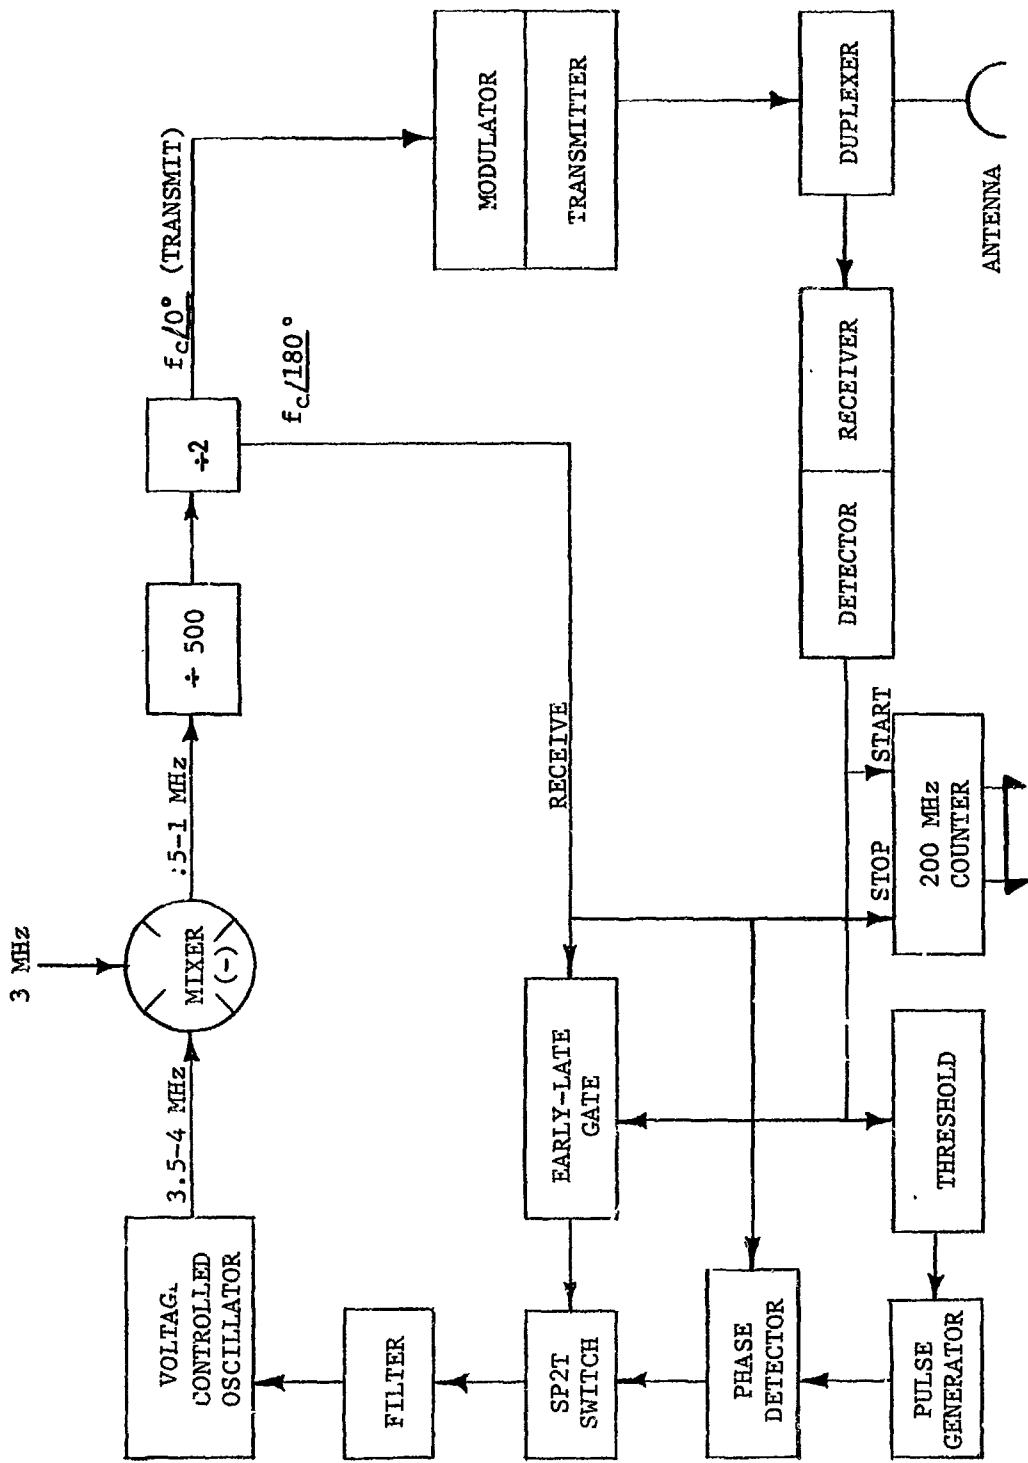 3 MHz
VOLTAG.
CONTROLLED
OSCILLATOR
3.5-4 MHz
MIXER
(-)
.5-1 MHz
÷ 500
÷2
fc/0° (TRANSMIT)
fc/180°
MODULATOR
TRANSMITTER
FILTER
SP2T
SWITCH
EARLY-LATE
GATE
RECEIVE
PHASE
DETECTOR
DETECTOR
RECEIVER
DUPLEXER
PULSE
GENERATOR
THRESHOLD
STOP
START
200 MHz
COUNTER
ANTENNA